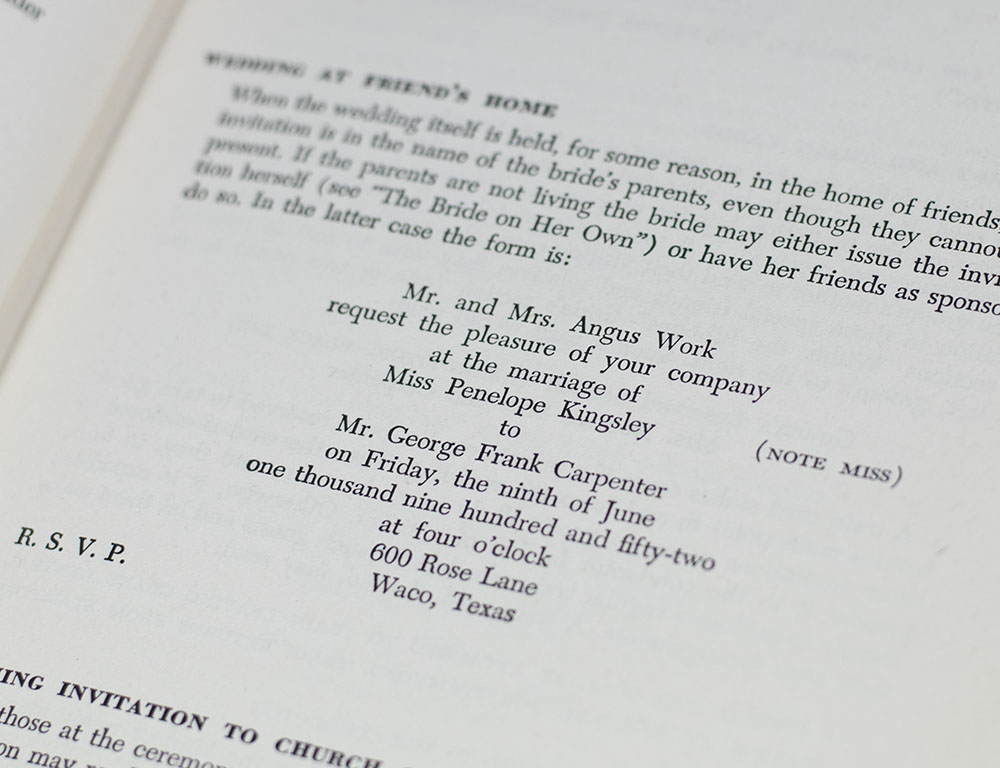 WEDDING AT FRIEND'S HOME
When the wedding itself is held, for some reason, in the home of friends,
invitation is in the name of the bride's parents, even though they cannot
present. If the parents are not living the bride may either issue the invi
tion herself (see "The Bride on Her Own") or have her friends as sponso
do so. In the latter case the form is:
Mr. and Mrs. Angus Work
request the pleasure of your company
at the marriage of
Miss Penelope Kingsley
(NOTE MISS)
to
Mr. George Frank Carpenter
on Friday, the ninth of June
one thousand nine hundred and fifty-two
at four o'clock
600 Rose Lane
Waco, Texas
R. S. V. P.
ING INVITATION TO CHURCH
those at the ceremon
on may